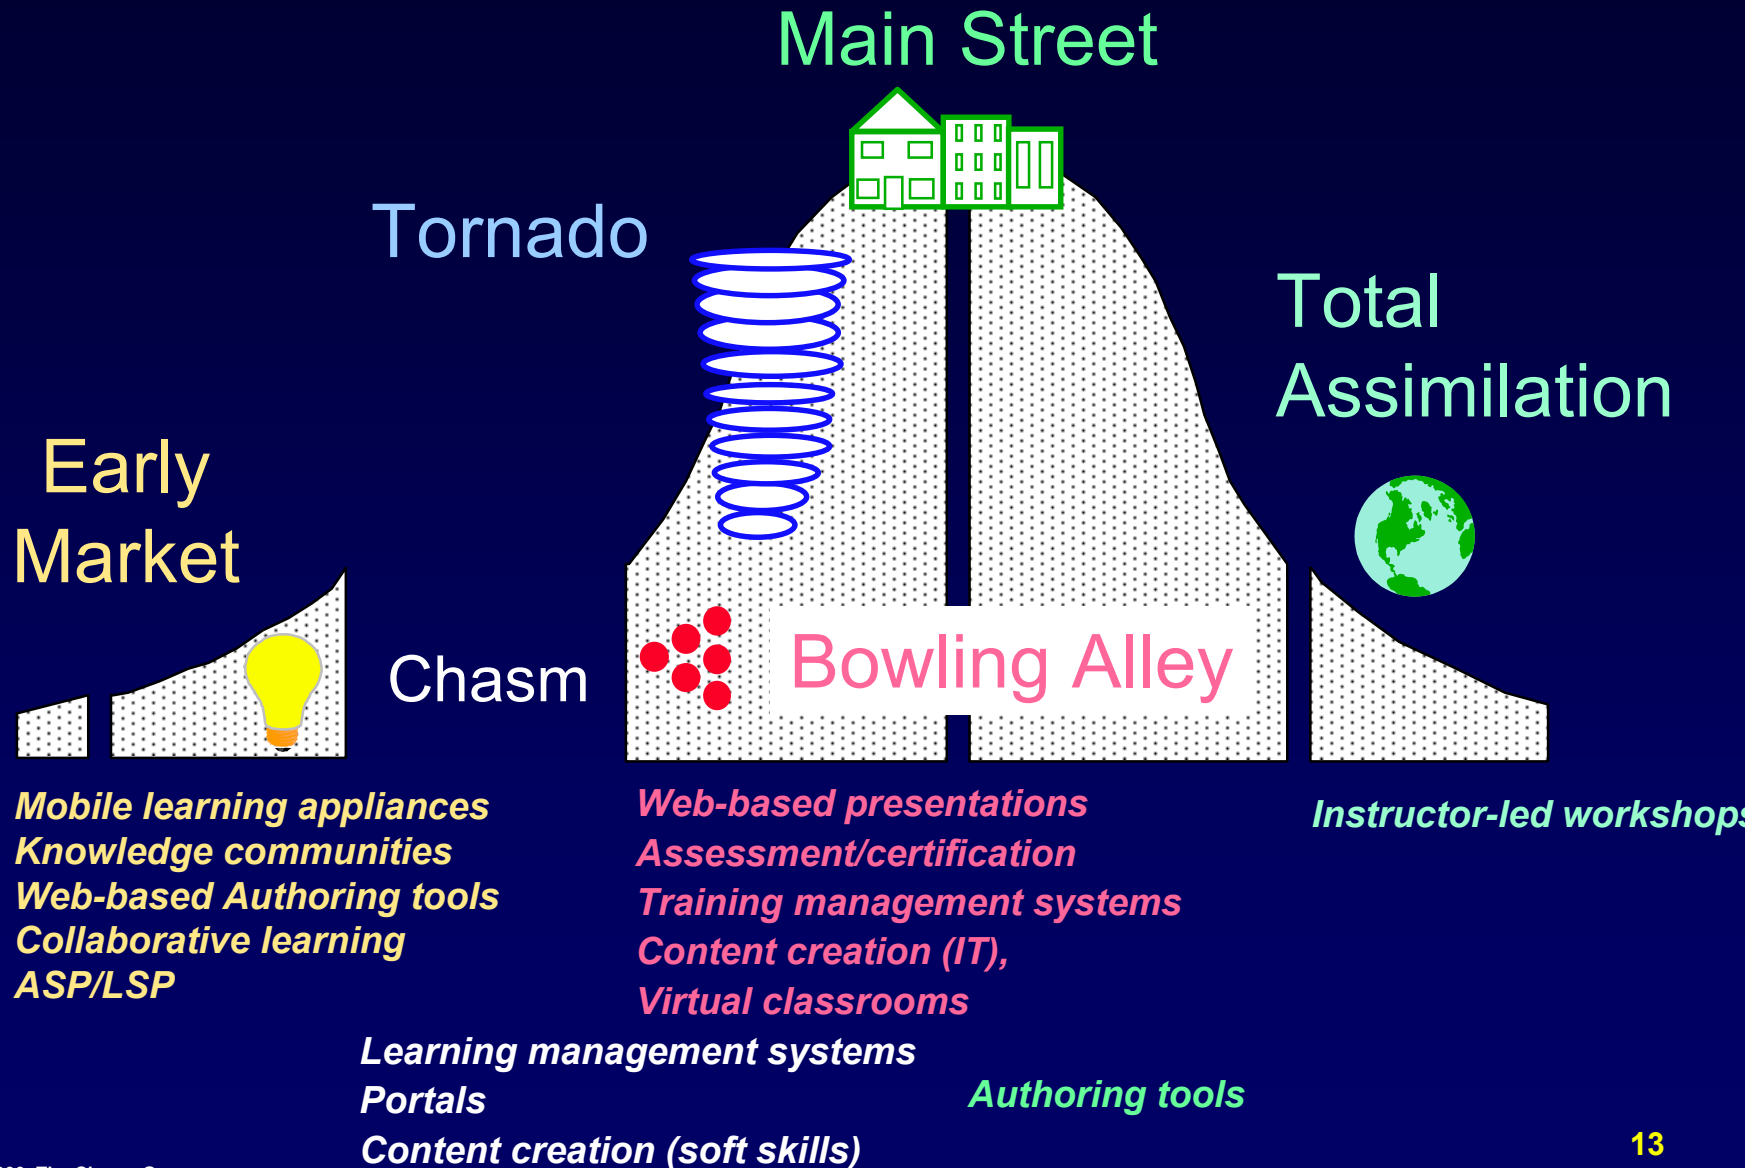 Main Street
Tornado
Total
Assimilation
Early
Market
Chasm
Bowling Alley
Mobile learning appliances
Knowledge communities
Web-based Authoring tools
Collaborative learning
ASP/LSP
Web-based presentations
Assessment/certification
Training management systems
Content creation (IT),
Virtual classrooms
Instructor-led workshops
Learning management systems
Portals
Content creation (soft skills)
Authoring tools
13